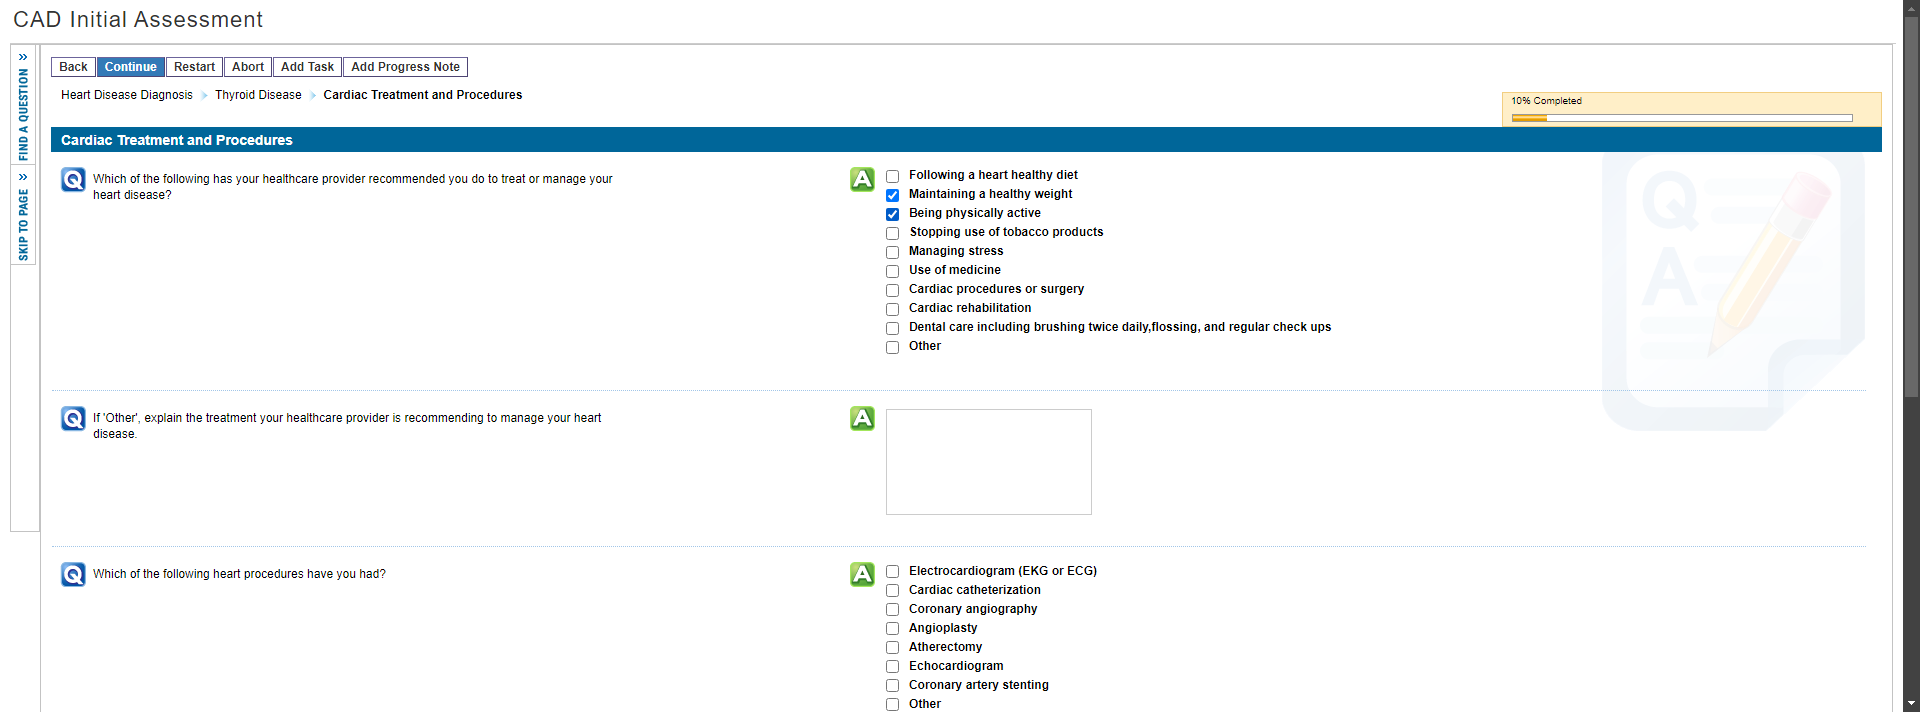 CAD Initial Assessment
Back Continue Restart Abort Add Task Add Progress Note
Heart Disease Diagnosis Thyroid Disease Cardiac Treatment and Procedures
10% Completed
» FIND A QUESTION
» SKIP TO PAGE
Cardiac Treatment and Procedures
Q Which of the following has your healthcare provider recommended you do to treat or manage your
heart disease?
A Following a heart healthy diet
Maintaining a healthy weight
Being physically active
Stopping use of tobacco products
Managing stress
Use of medicine
Cardiac procedures or surgery
Cardiac rehabilitation
Dental care including brushing twice daily,flossing, and regular check ups
Other
Q
A
Q If 'Other', explain the treatment your healthcare provider is recommending to manage your heart
disease.
A
Q Which of the following heart procedures have you had?
A Electrocardiogram (EKG or ECG)
Cardiac catheterization
Coronary angiography
Angioplasty
Atherectomy
Echocardiogram
Coronary artery stenting
Other